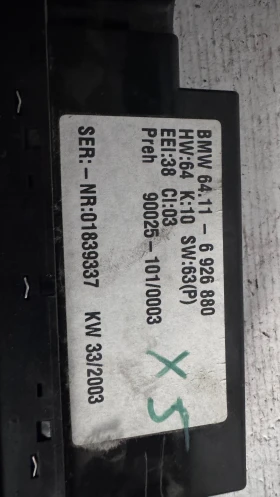 BMW 64.11 - 6 926 880
HW:64 K:10 SW:63(P)
EEI:38 CI:03
Preh 90025-101/0003
SER:-NR:01839337 KW 33/2003
X5